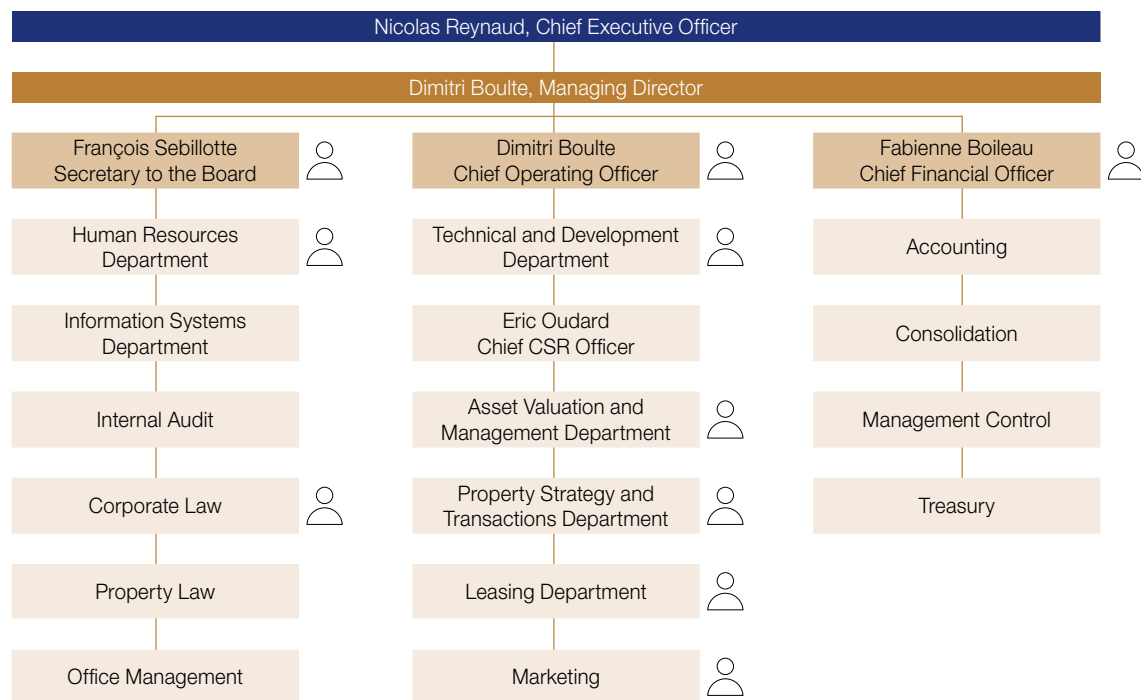 Nicolas Reynaud, Chief Executive Officer
Dimitri Boulte, Managing Director
François Sebillotte
Secretary to the Board
Human Resources
Department
Information Systems
Department
Internal Audit
Corporate Law
Property Law
Office Management
Dimitri Boulte
Chief Operating Officer
Technical and Development
Department
Eric Oudard
Chief CSR Officer
Asset Valuation and
Management Department
Property Strategy and
Transactions Department
Leasing Department
Marketing
Fabienne Boileau
Chief Financial Officer
Accounting
Consolidation
Management Control
Treasury